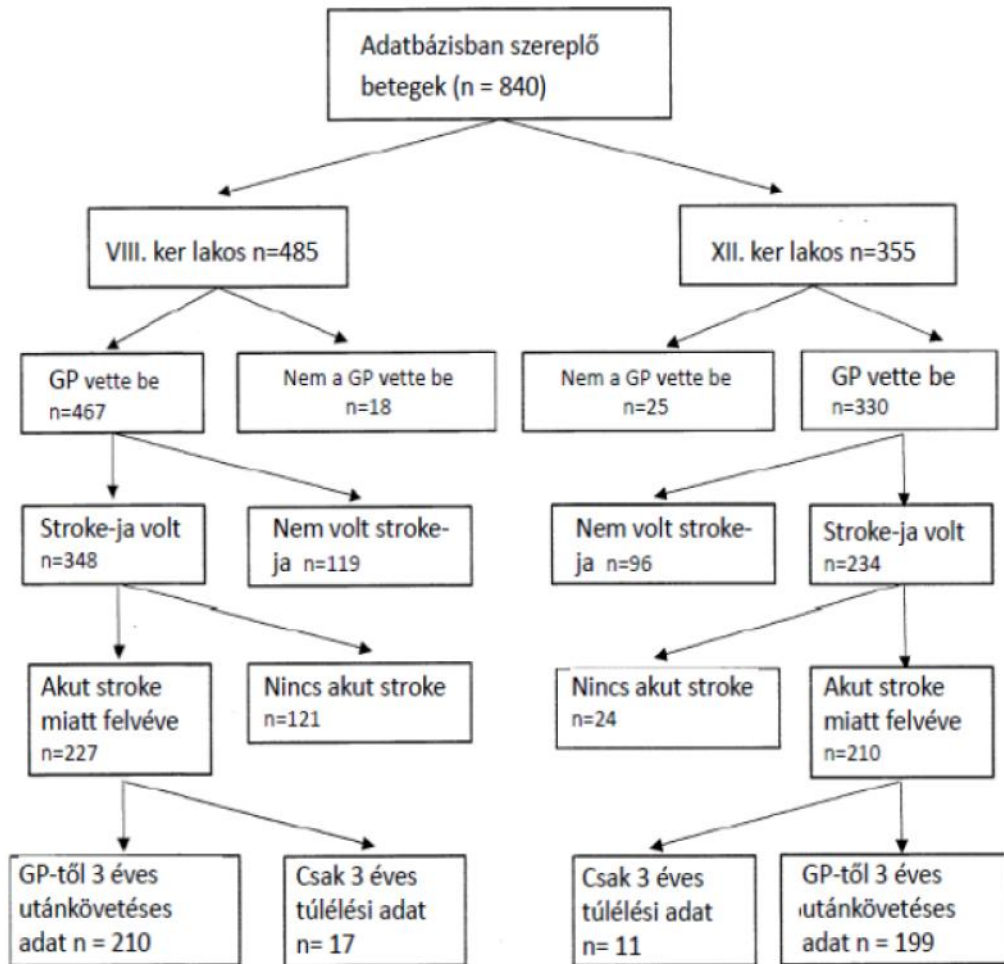 Adatbázisban szereplő
betegek (n = 840)
VIII. ker lakos n=485
XII. ker lakos n=355
GP vette be
n=467
Nem a GP vette be
n=18
Nem a GP vette be
n=25
GP vette be
n=330
Stroke-ja volt
n=348
Nem volt stroke-
ja n=119
Nem volt stroke-
ja n=96
Stroke-ja volt
n=234
Akut stroke
miatt felvéve
n=227
Nincs akut stroke
n=121
Nincs akut stroke
n=24
Akut stroke
miatt felvéve
n=210
GP-től 3 éves
utánkövetéses
adat n = 210
Csak 3 éves
túlélési adat
n= 17
Csak 3 éves
túlélési adat
n= 11
GP-től 3 éves
utánkövetéses
adat n = 199